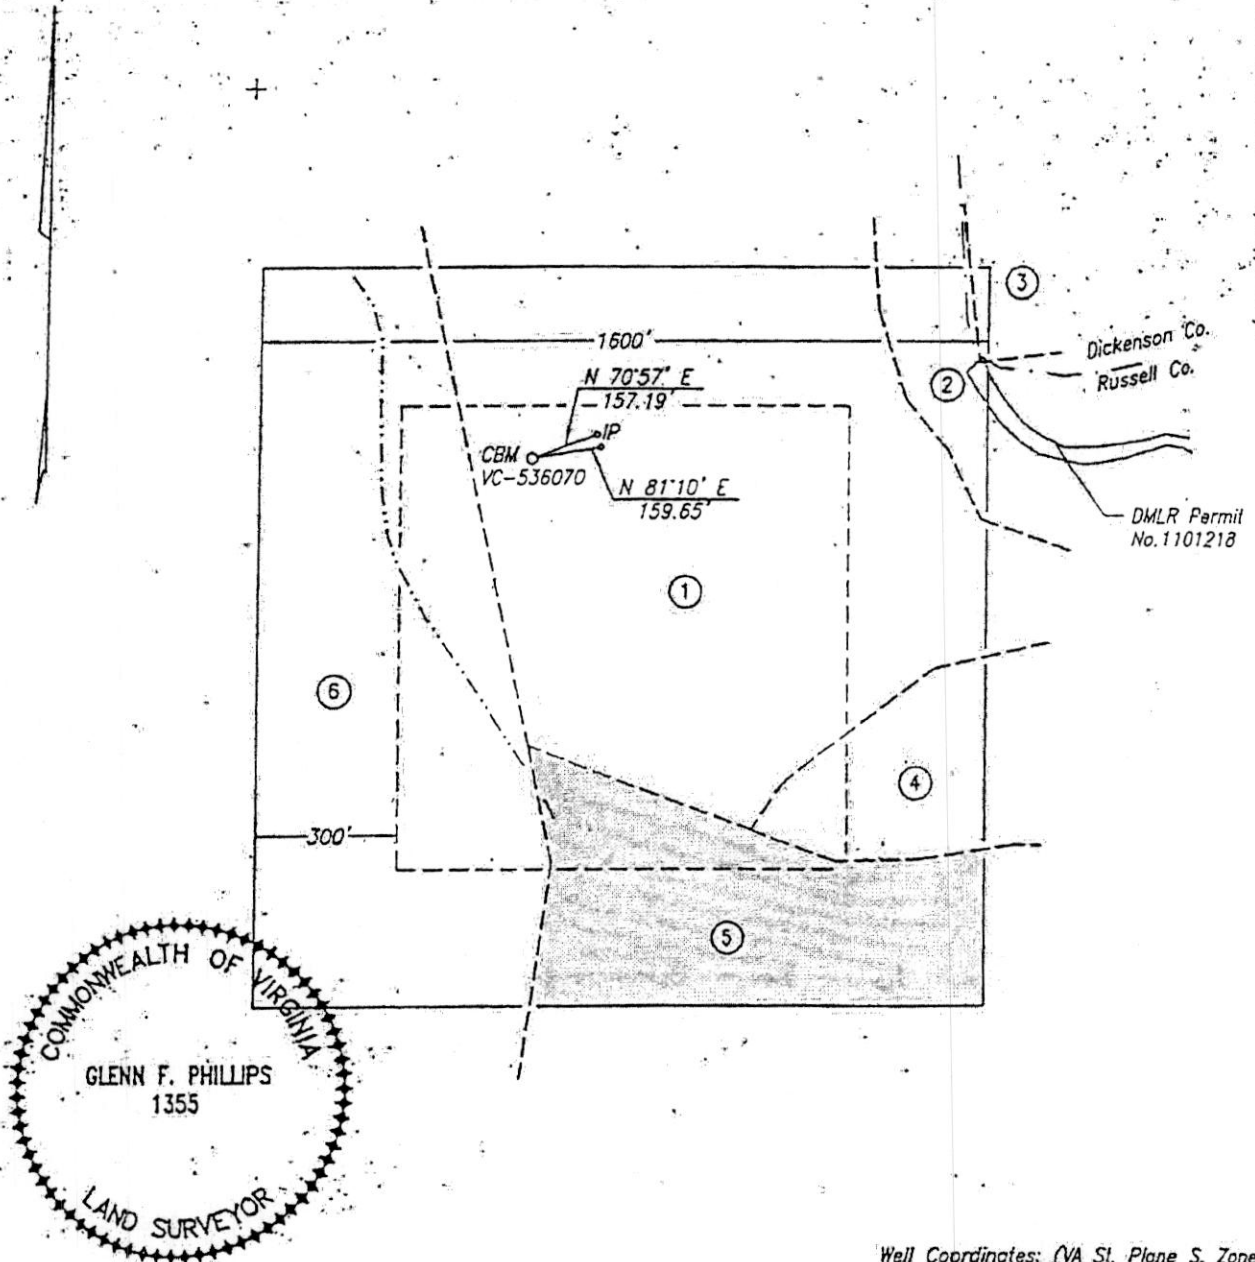 3
1600'
Dickenson Co.
Russell Co.
2
N 70°57' E
157.19'
IP
CBM
VC-536070
N 81°10' E
159.65'
DMLR Permit
No.1101218
1
6
4
300'
5
COMMONWEALTH OF VIRGINIA
GLENN F. PHILLIPS
1355
LAND SURVEYOR
Well Coordinates: (VA St. Plane S. Zone